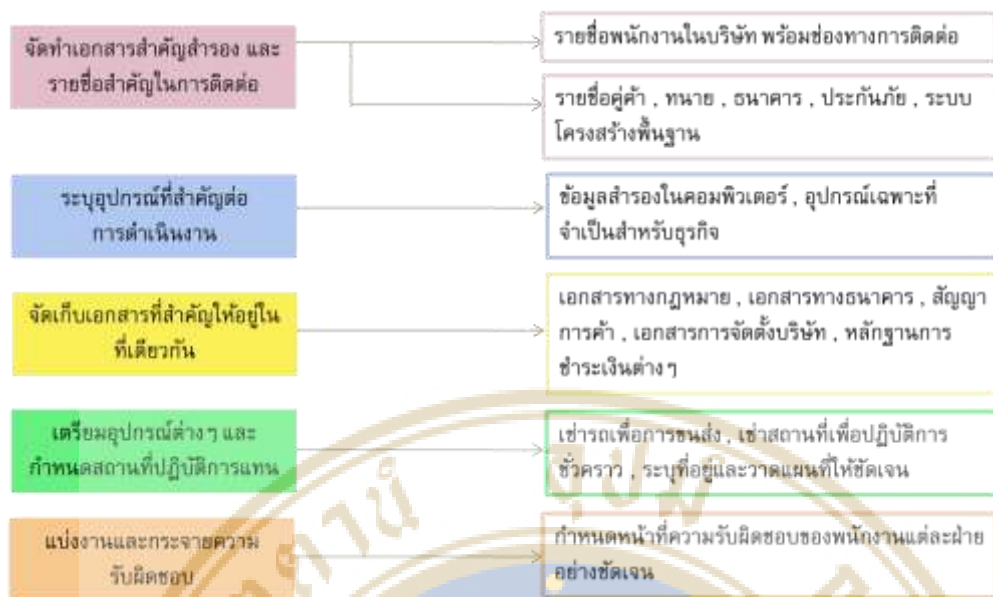 จัดทำเอกสารสำคัญสำรอง และ
รายชื่อสำคัญในการติดต่อ
รายชื่อพนักงานในบริษัท พร้อมช่องทางการติดต่อ
รายชื่อคู่ค้า , ทนาย , ธนาคาร , ประกันภัย , ระบบ
โครงสร้างพื้นฐาน
ระบุอุปกรณ์ที่สำคัญต่อ
การดำเนินงาน
ข้อมูลสำรองในคอมพิวเตอร์ , อุปกรณ์เฉพาะที่
จำเป็นสำหรับธุรกิจ
จัดเก็บเอกสารที่สำคัญให้อยู่ใน
ที่เดียวกัน
เอกสารทางกฎหมาย , เอกสารทางธนาคาร , สัญญา
การค้า , เอกสารการจัดตั้งบริษัท , หลักฐานการ
ชำระเงินต่างๆ
เตรียมอุปกรณ์ต่างๆ และ
กำหนดสถานที่ปฏิบัติการแทน
เช่ารถเพื่อการขนส่ง , เช่าสถานที่เพื่อปฏิบัติการ
ชั่วคราว , ระบุที่อยู่และวาดแผนที่ให้ชัดเจน
แบ่งงานและกระจายความ
รับผิดชอบ
กำหนดหน้าที่ความรับผิดชอบของพนักงานแต่ละฝ่าย
อย่างชัดเจน